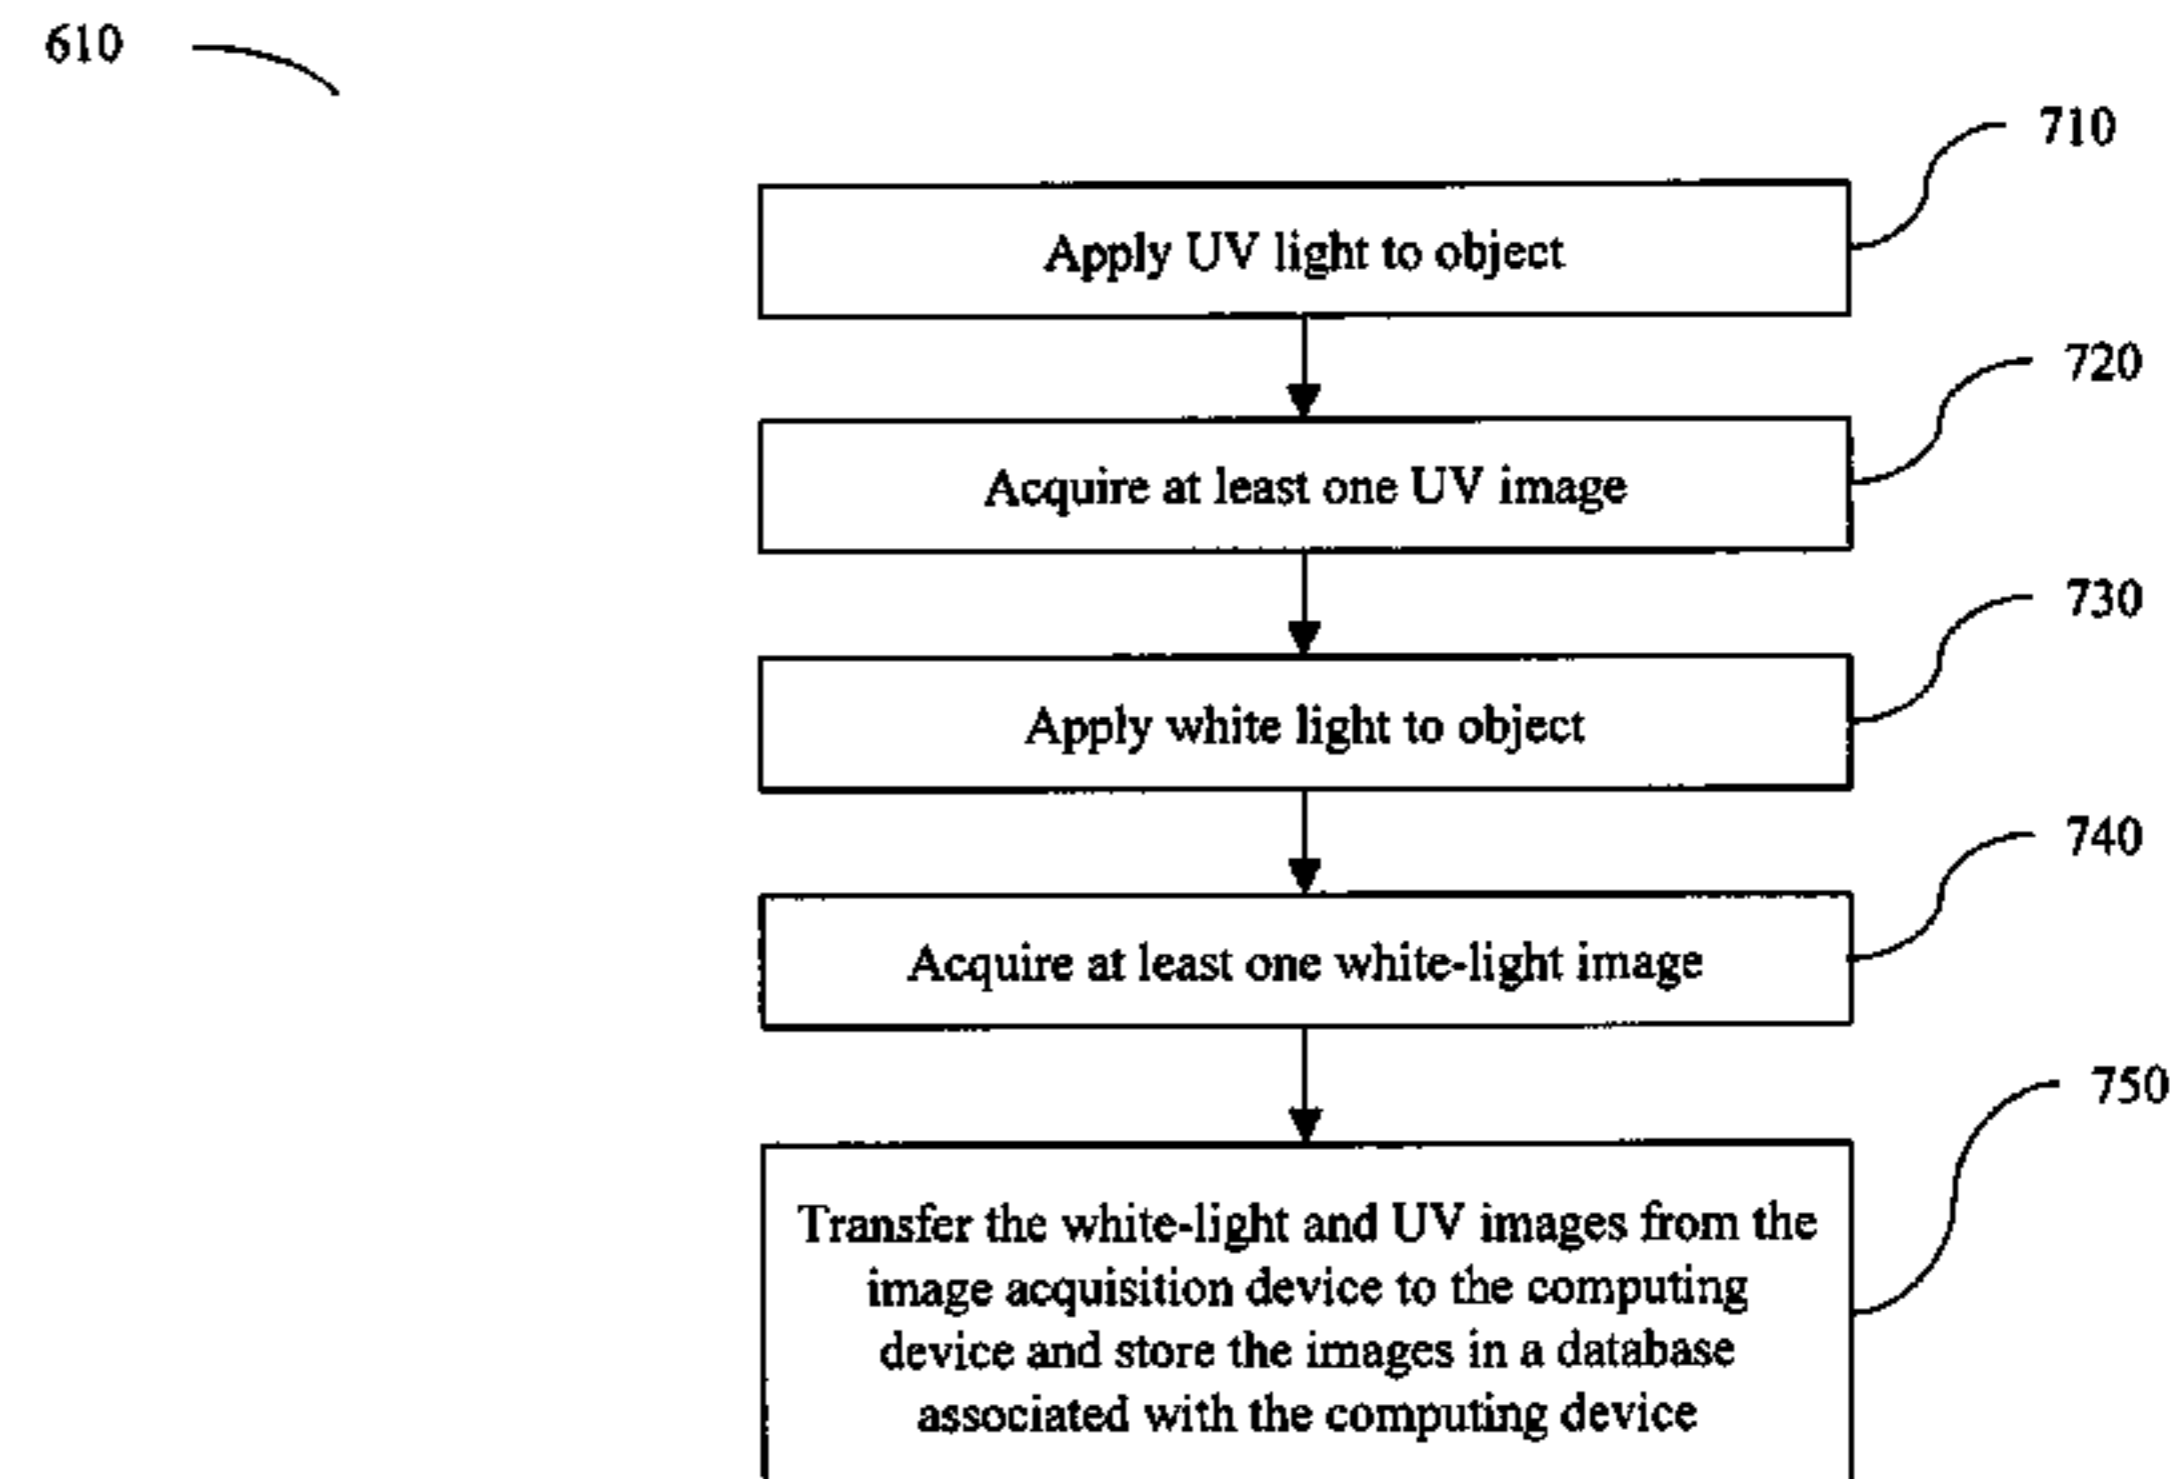 610
710
Apply UV light to object
720
Acquire at least one UV image
730
Apply white light to object
740
Acquire at least one white-light image
750
Transfer the white-light and UV images from the
image acquisition device to the computing
device and store the images in a database
associated with the computing device